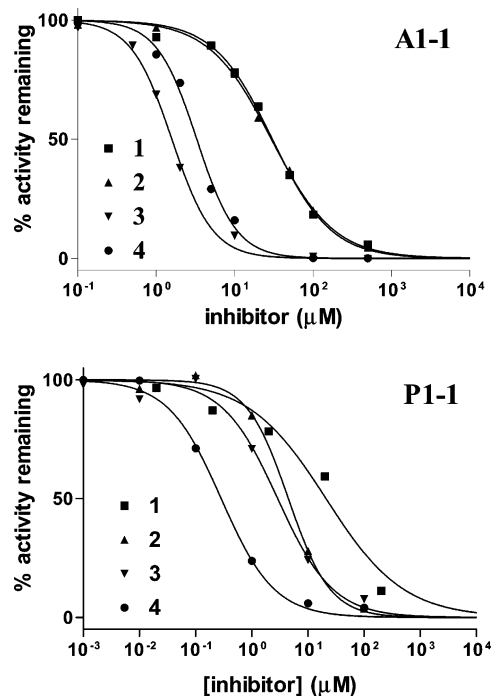 A1-1
% activity remaining
100
50
0
1
2
3
4
10⁻¹ 10⁰ 10¹ 10² 10³ 10⁴
inhibitor (μM)
P1-1
% activity remaining
100
50
0
1
2
3
4
10⁻³ 10⁻² 10⁻¹ 10⁰ 10¹ 10² 10³ 10⁴
[inhibitor] (μM)